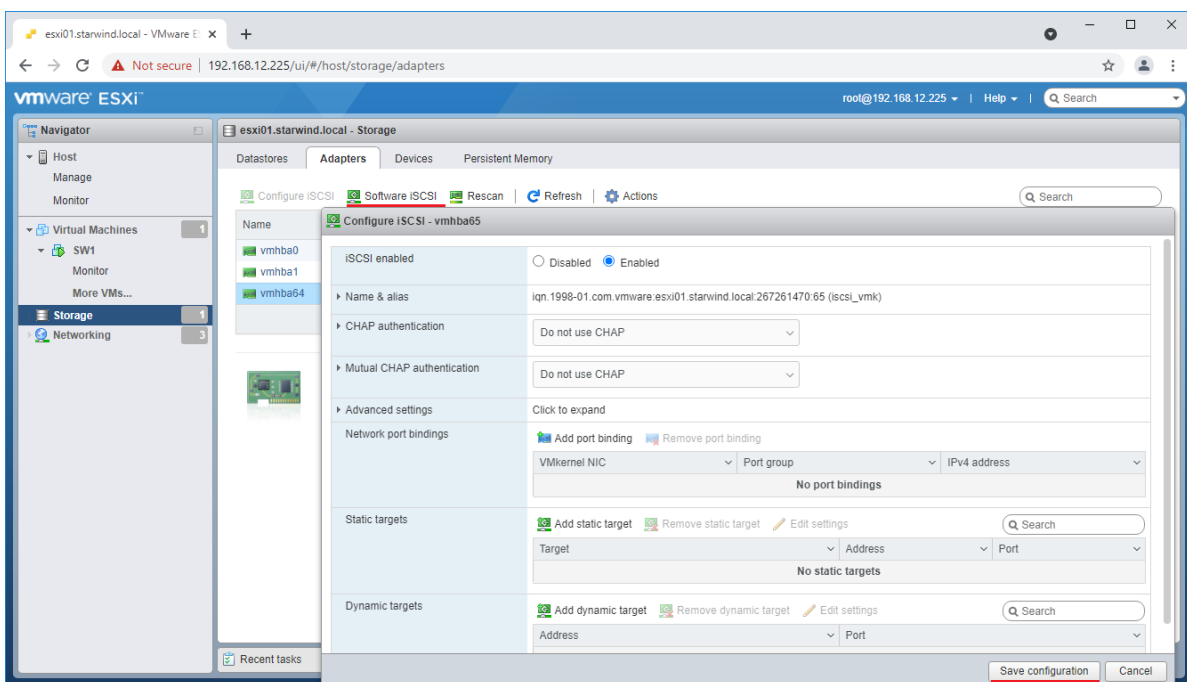 esxi01.starwind.local - VMware E
Not secure | 192.168.12.225/ui/#/host/storage/adapters
vmware ESXi™
root@192.168.12.225 | Help | Search
Navigator
Host
Manage
Monitor
Virtual Machines 1
SW1
Monitor
More VMs...
Storage 1
Networking 3
esxi01.starwind.local - Storage
Datastores Adapters Devices Persistent Memory
Configure iSCSI Software iSCSI Rescan | Refresh | Actions Search
Name
vmhba0
vmhba1
vmhba64
Configure iSCSI - vmhba65
iSCSI enabled Disabled Enabled
Name & alias iqn.1998-01.com.vmware:esxi01.starwind.local:267261470:65 (iscsi_vmk)
CHAP authentication Do not use CHAP
Mutual CHAP authentication Do not use CHAP
Advanced settings Click to expand
Network port bindings Add port binding Remove port binding
VMkernel NIC Port group IPv4 address
No port bindings
Static targets Add static target Remove static target Edit settings Search
Target Address Port
No static targets
Dynamic targets Add dynamic target Remove dynamic target Edit settings Search
Address Port
Recent tasks
Save configuration Cancel